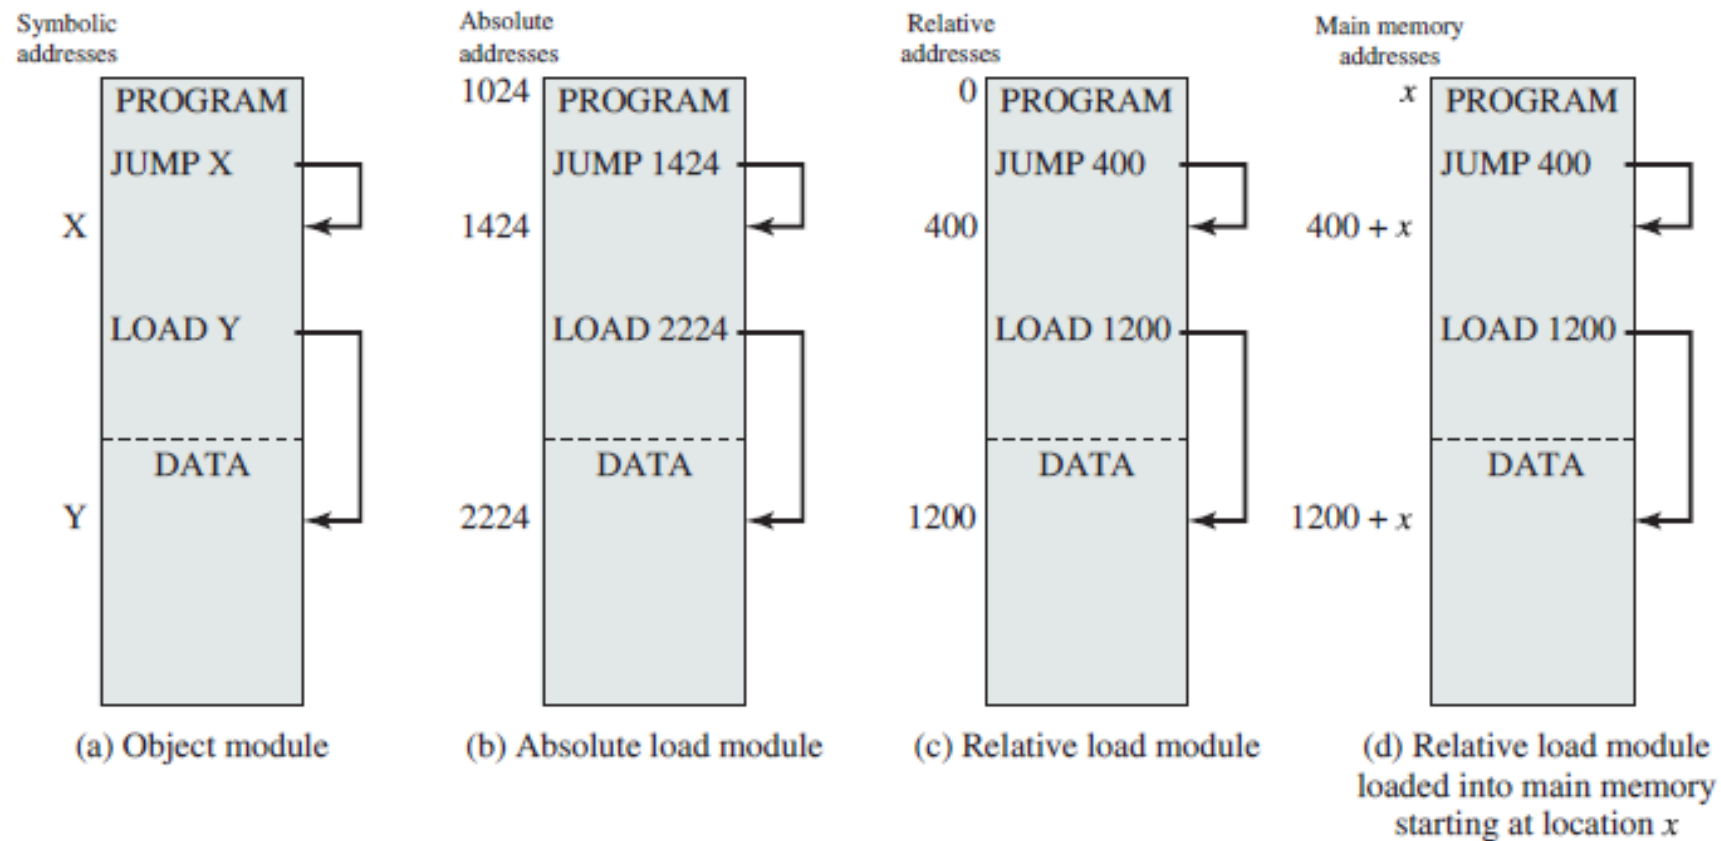 Symbolic
addresses
PROGRAM
JUMP X
X
LOAD Y
DATA
Y
(a) Object module
Absolute
addresses
1024
PROGRAM
JUMP 1424
1424
LOAD 2224
DATA
2224
(b) Absolute load module
Relative
addresses
0
PROGRAM
JUMP 400
400
LOAD 1200
DATA
1200
(c) Relative load module
Main memory
addresses
x
PROGRAM
JUMP 400
400 + x
LOAD 1200
DATA
1200 + x
(d) Relative load module
loaded into main memory
starting at location x